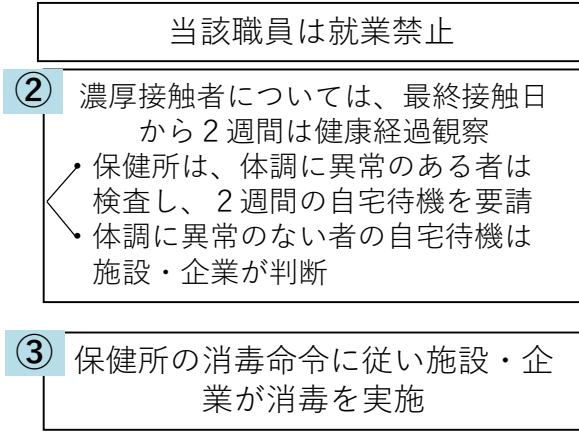 当該職員は就業禁止
②
濃厚接触者については、最終接触日
から２週間は健康経過観察
・保健所は、体調に異常のある者は
検査し、２週間の自宅待機を要請
・体調に異常のない者の自宅待機は
施設・企業が判断
③
保健所の消毒命令に従い施設・企
業が消毒を実施